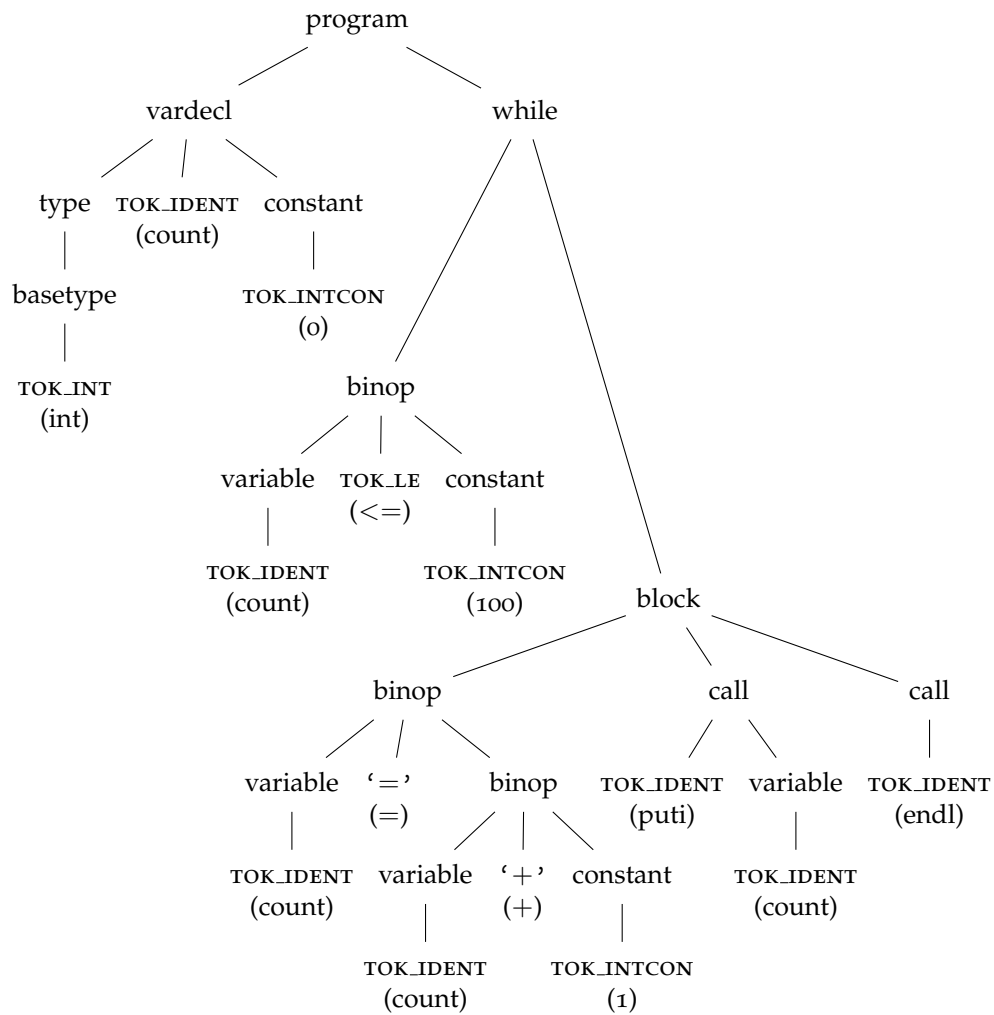 program
vardecl while
type TOK_IDENT constant
(count)
basetype TOK_INTCON
(0)
TOK_INT binop
(int)
variable TOK_LE constant
(<=)
TOK_IDENT TOK_INTCON
(count) (100)
block
binop call call
variable ‘=’ binop TOK_IDENT variable TOK_IDENT
(=) (puti) (endl)
TOK_IDENT variable ‘+’ constant TOK_IDENT
(count) (+) (count)
TOK_IDENT TOK_INTCON
(count) (1)